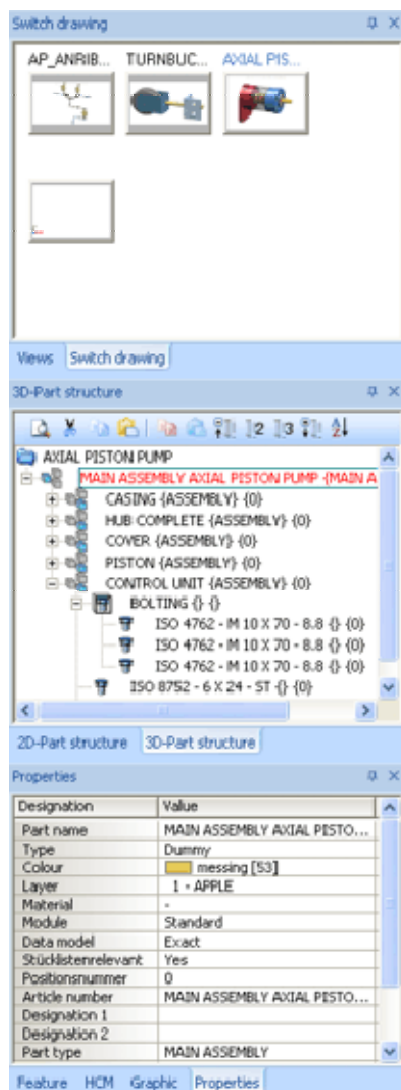 Switch drawing
AP_ANRIB... TURNBUC... AXIAL PIS...
Views Switch drawing
3D-Part structure
AXIAL PISTON PUMP
MAIN ASSEMBLY AXIAL PISTON PUMP -{MAIN A
CASING {ASSEMBLY} {0}
HUB COMPLETE {ASSEMBLY} {0}
COVER {ASSEMBLY} {0}
PISTON {ASSEMBLY} {0}
CONTROL UNIT {ASSEMBLY} {0}
BOLTING {} {}
ISO 4762 - M 10 X 70 - 8.8 {} {0}
ISO 4762 - M 10 X 70 - 8.8 {} {0}
ISO 4762 - M 10 X 70 - 8.8 {} {0}
ISO 8752 - 6 X 24 - ST -{} {0}
2D-Part structure 3D-Part structure
Properties
Designation Value
Part name MAIN ASSEMBLY AXIAL PISTO...
Type Dummy
Colour messing [53]
Layer 1 - APPLE
Material -
Module Standard
Data model Exact
Stücklistenrelevant Yes
Positionsnummer 0
Article number MAIN ASSEMBLY AXIAL PISTO...
Designation 1
Designation 2
Part type MAIN ASSEMBLY
Feature HCM Graphic Properties